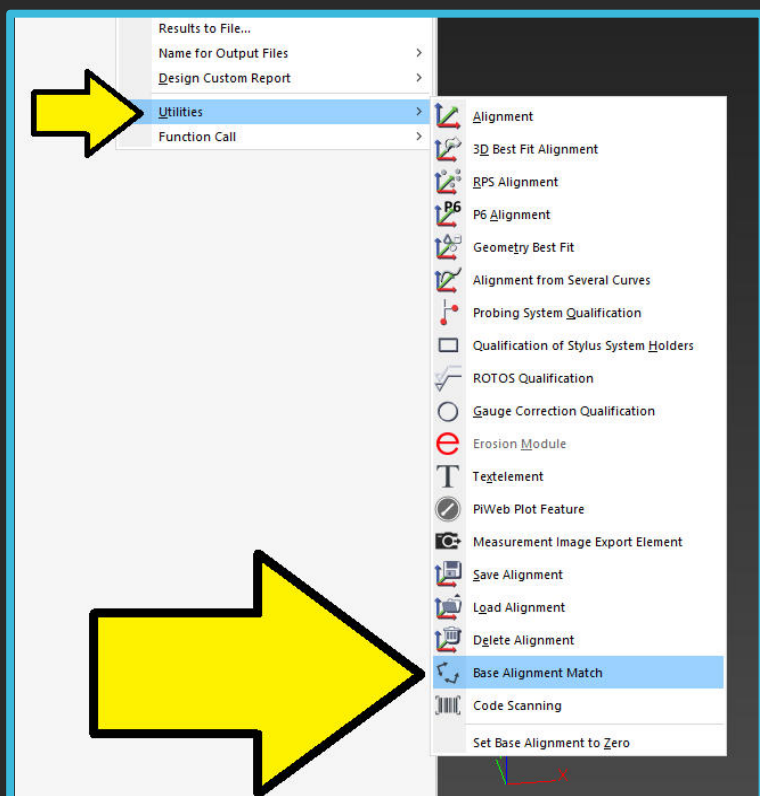 Results to File...
Name for Output Files
Design Custom Report
Utilities
Function Call
Alignment
3D Best Fit Alignment
RPS Alignment
P6
P6 Alignment
Geometry Best Fit
Alignment from Several Curves
Probing System Qualification
Qualification of Stylus System Holders
ROTOS Qualification
Gauge Correction Qualification
e
Erosion Module
T
Textelement
PiWeb Plot Feature
Measurement Image Export Element
Save Alignment
Load Alignment
Delete Alignment
Base Alignment Match
Code Scanning
Set Base Alignment to Zero
X